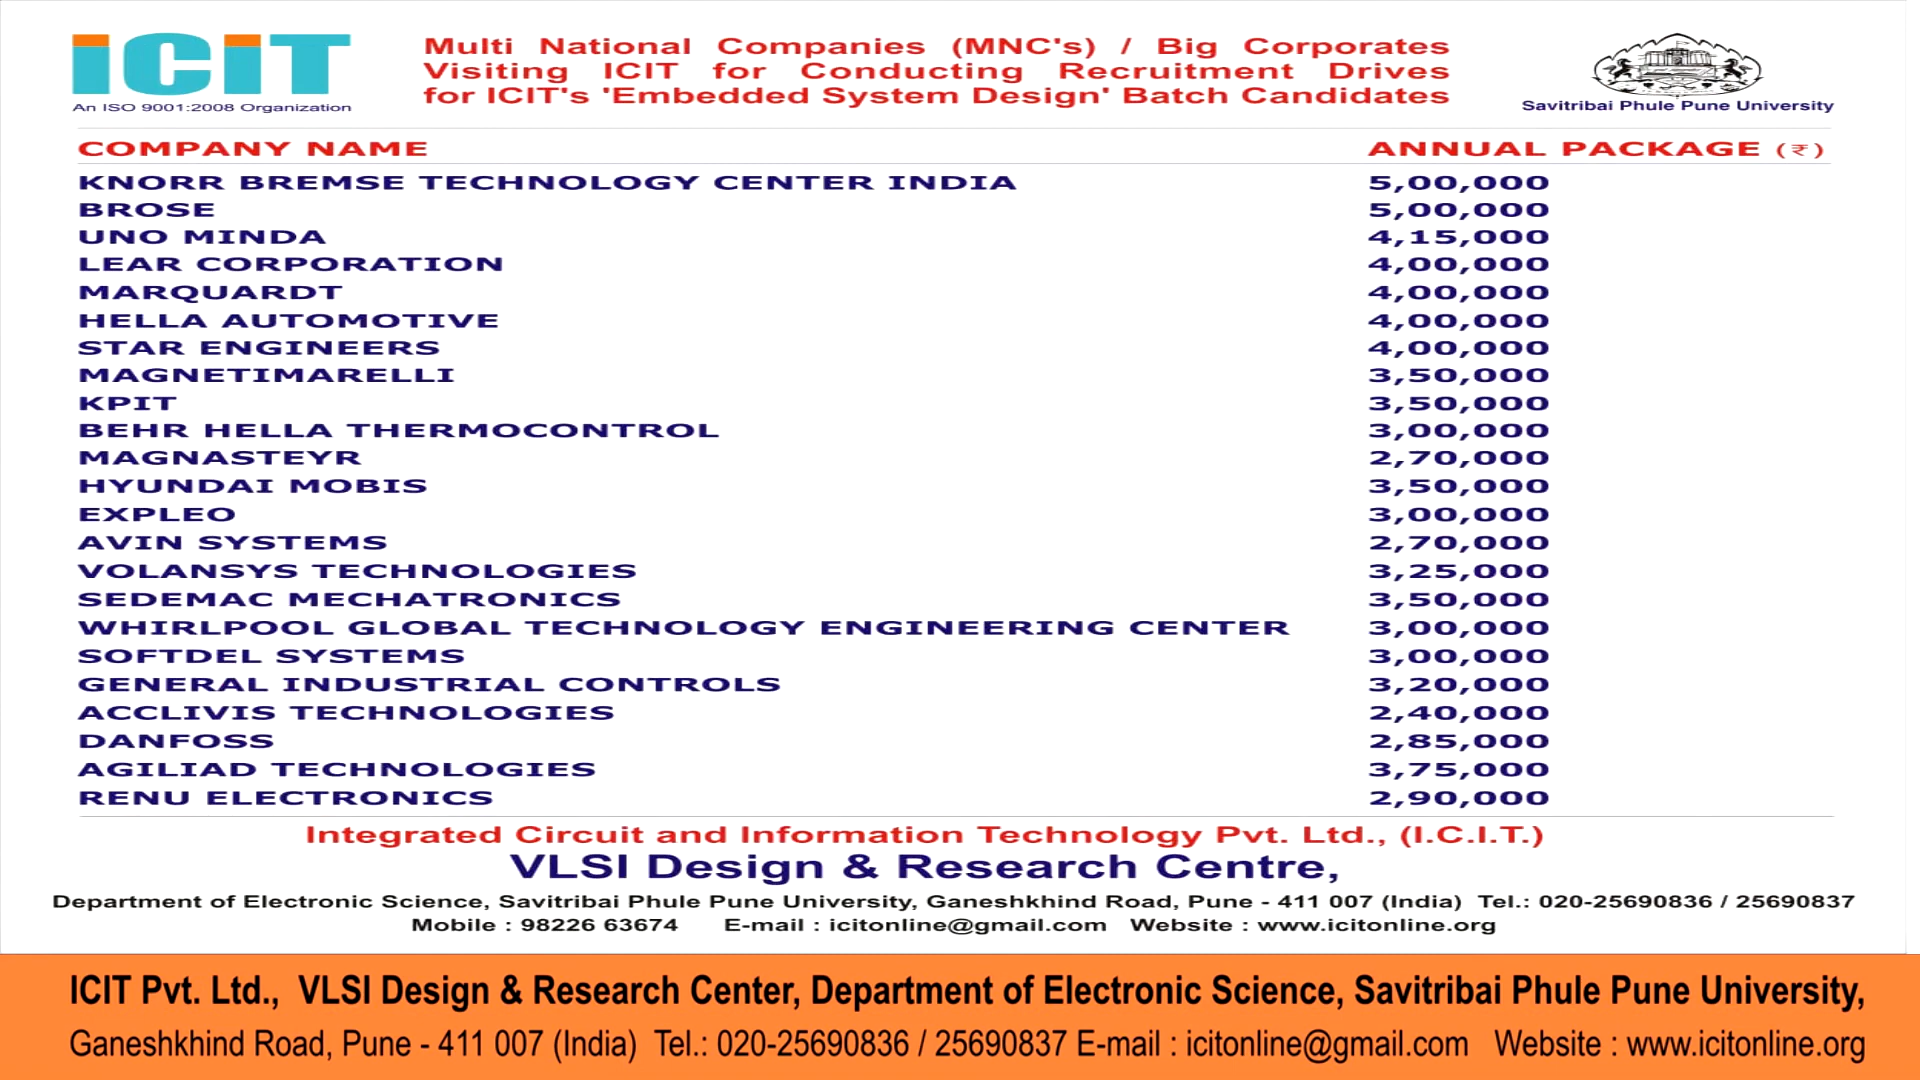 iCiT
An ISO 9001:2008 Organization
Multi National Companies (MNC's) / Big Corporates
Visiting ICIT for Conducting Recruitment Drives
for ICIT's 'Embedded System Design' Batch Candidates
Savitribai Phule Pune University
COMPANY NAME ANNUAL PACKAGE (₹)
KNORR BREMSE TECHNOLOGY CENTER INDIA 5,00,000
BROSE 5,00,000
UNO MINDA 4,15,000
LEAR CORPORATION 4,00,000
MARQUARDT 4,00,000
HELLA AUTOMOTIVE 4,00,000
STAR ENGINEERS 4,00,000
MAGNETIMARELLI 3,50,000
KPIT 3,50,000
BEHR HELLA THERMOCONTROL 3,00,000
MAGNASTEYR 2,70,000
HYUNDAI MOBIS 3,50,000
EXPLEO 3,00,000
AVIN SYSTEMS 2,70,000
VOLANSYS TECHNOLOGIES 3,25,000
SEDEMAC MECHATRONICS 3,50,000
WHIRLPOOL GLOBAL TECHNOLOGY ENGINEERING CENTER 3,00,000
SOFTDEL SYSTEMS 3,00,000
GENERAL INDUSTRIAL CONTROLS 3,20,000
ACCLIVIS TECHNOLOGIES 2,40,000
DANFOSS 2,85,000
AGILIAD TECHNOLOGIES 3,75,000
RENU ELECTRONICS 2,90,000
Integrated Circuit and Information Technology Pvt. Ltd., (I.C.I.T.)
VLSI Design & Research Centre,
Department of Electronic Science, Savitribai Phule Pune University, Ganeshkhind Road, Pune - 411 007 (India) Tel.: 020-25690836 / 25690837
Mobile : 98226 63674 E-mail : icitonline@gmail.com Website : www.icitonline.org
ICIT Pvt. Ltd., VLSI Design & Research Center, Department of Electronic Science, Savitribai Phule Pune University,
Ganeshkhind Road, Pune - 411 007 (India) Tel.: 020-25690836 / 25690837 E-mail : icitonline@gmail.com Website : www.icitonline.org